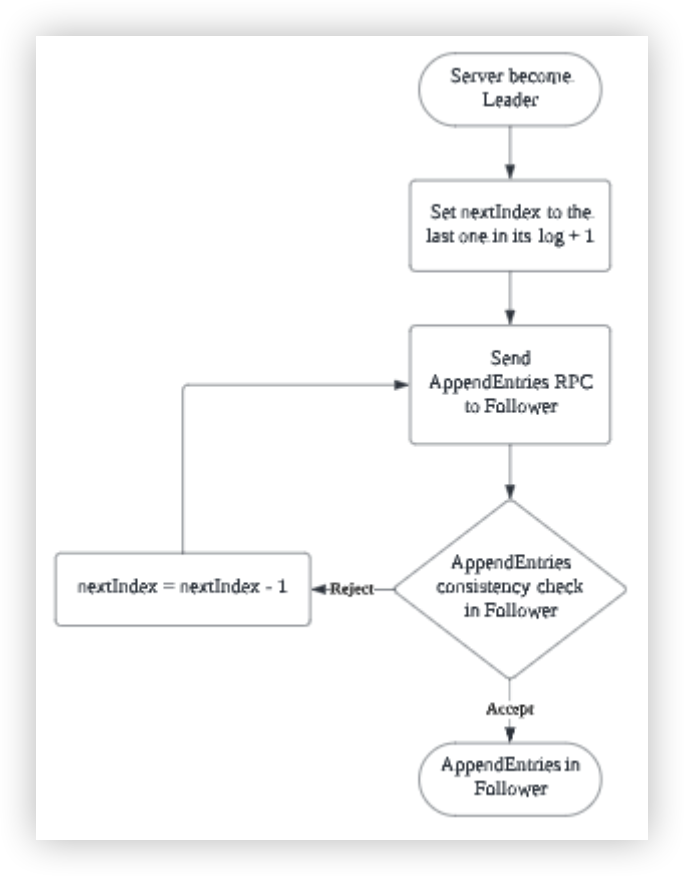 Server become
Leader
Set nextIndex to the
last one in its log + 1
Send
AppendEntries RPC
to Follower
AppendEntries
consistency check
in Follower
Reject
nextIndex = nextIndex - 1
Accept
AppendEntries in
Follower